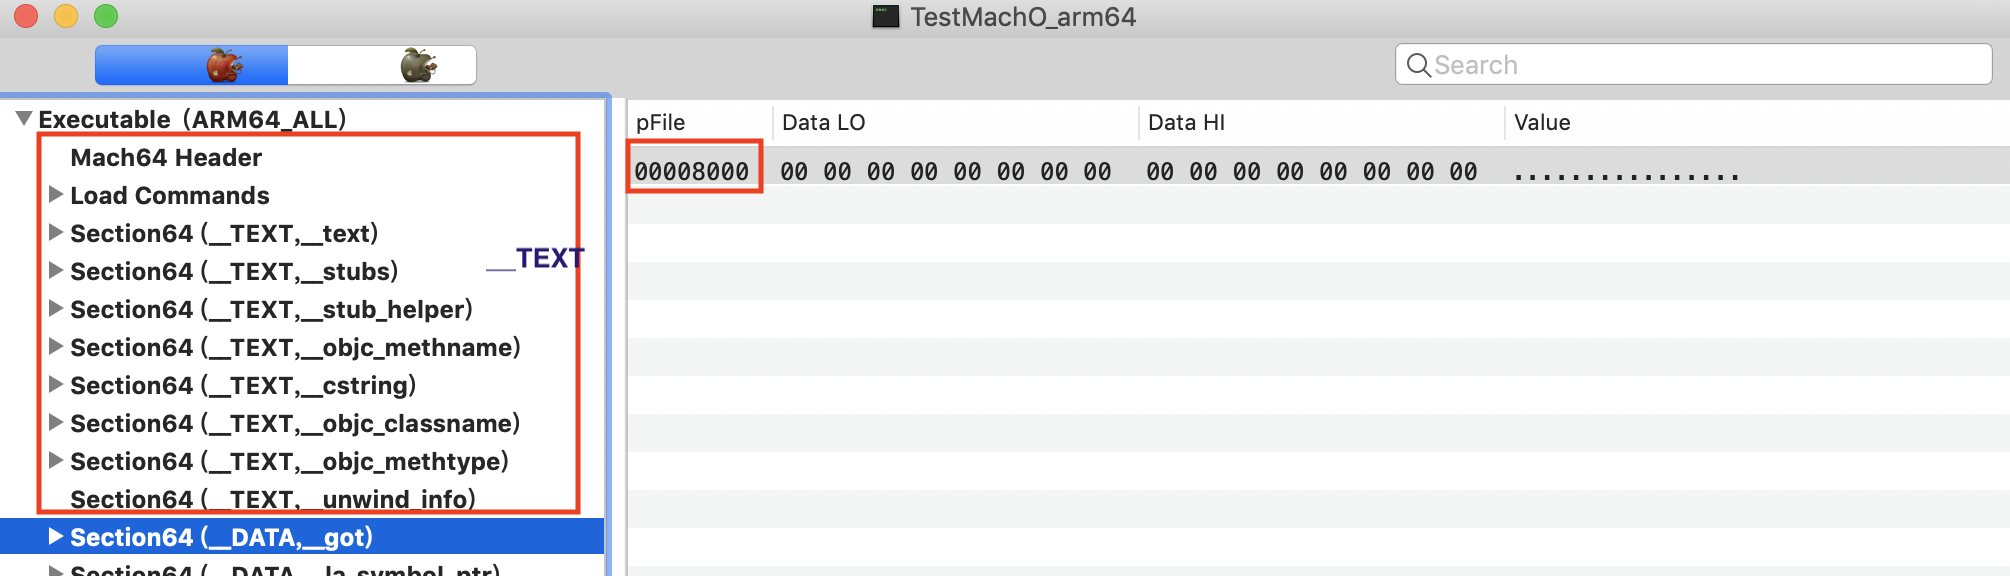 TestMachO_arm64
Search
Executable (ARM64_ALL)
Mach64 Header
Load Commands
Section64 (__TEXT,__text)
__TEXT
Section64 (__TEXT,__stubs)
Section64 (__TEXT,__stub_helper)
Section64 (__TEXT,__objc_methname)
Section64 (__TEXT,__cstring)
Section64 (__TEXT,__objc_classname)
Section64 (__TEXT,__objc_methtype)
Section64 (__TEXT,__unwind_info)
Section64 (__DATA,__got)
Section64 (__DATA,__la_symbol_ptr)
pFile Data LO Data HI Value
00008000 00 00 00 00 00 00 00 00 00 00 00 00 00 00 00 00 ................